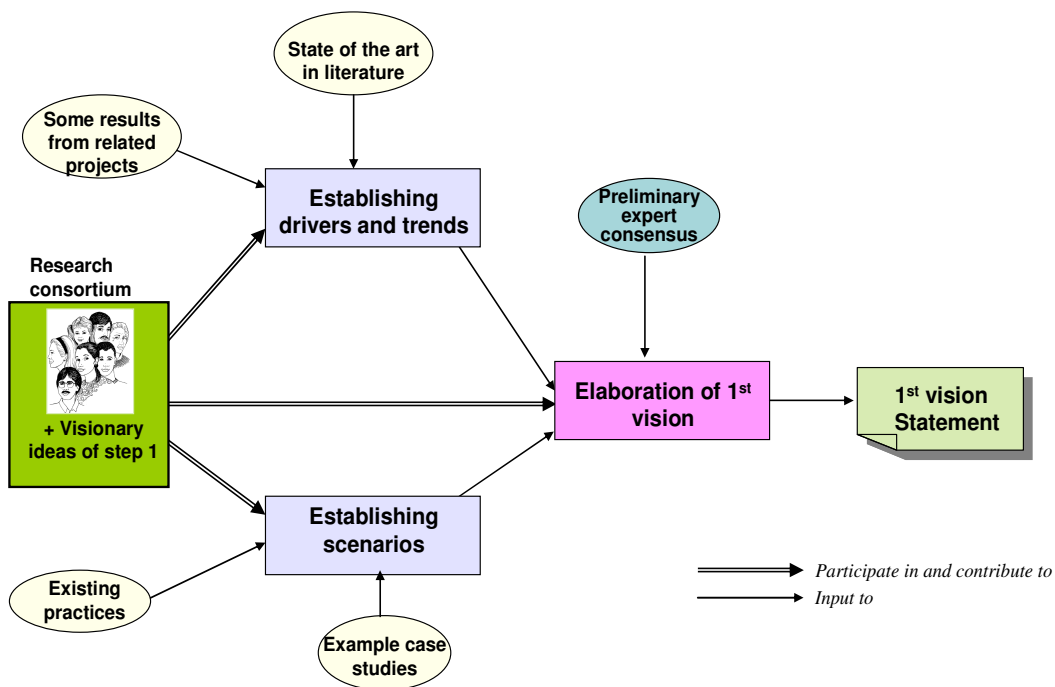 State of the art
in literature
Some results
from related
projects
Establishing
drivers and trends
Preliminary
expert
consensus
Research
consortium
+ Visionary
ideas of step 1
Elaboration of 1st
vision
1st vision
Statement
Establishing
scenarios
Existing
practices
Example case
studies
Participate in and contribute to
Input to